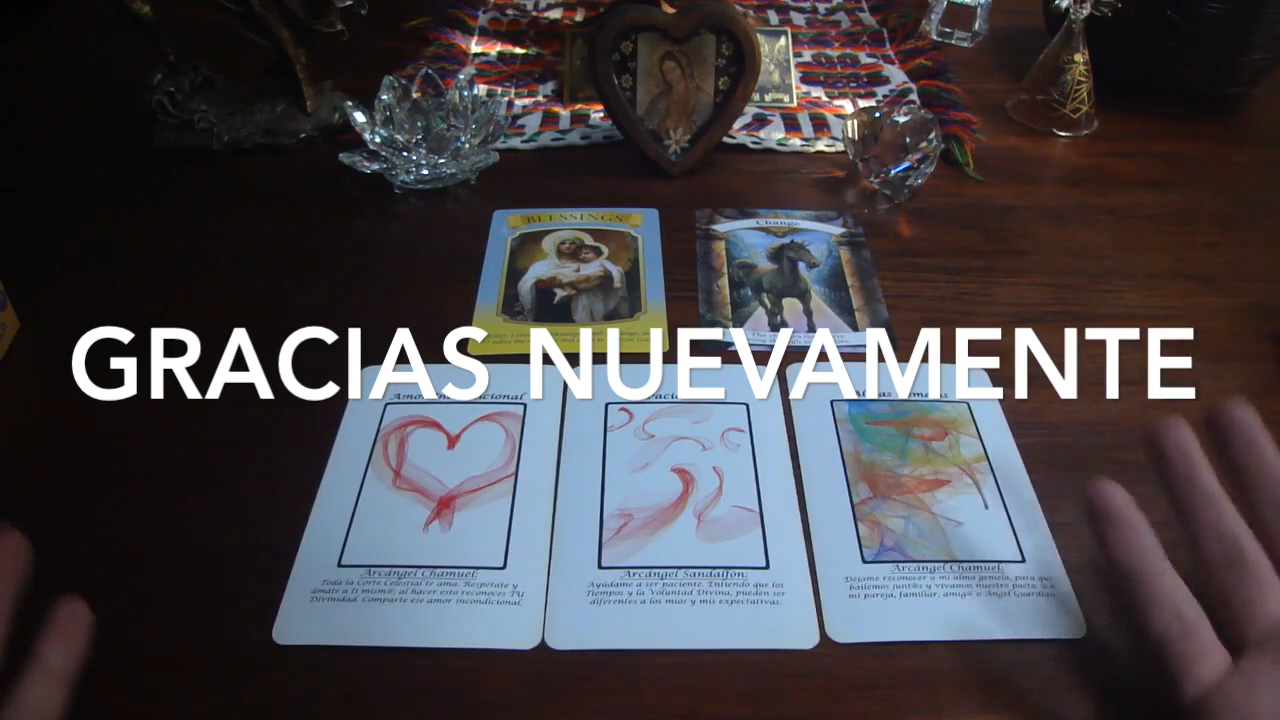 BLESSINGS
Change
GRACIAS NUEVAMENTE
Arcángel Chamuel:
Toda la Corte Celestial te ama. Respétate y
ámate a ti mism@, al hacer esto reconoces TU
Divinidad. Comparte ese amor incondicional.
Arcángel Sandalfón:
Ayúdame a ser paciente. Entiendo que los
Tiempos y la Voluntad Divina, pueden ser
diferentes a los mios y mis expectativas.
Arcángel Chamuel:
Déjame reconocer a mi alma gemela, para que
bailemos junt@s y vivamos nuestro pacto
mi pareja, familiar, amig@ o Ángel Guardián